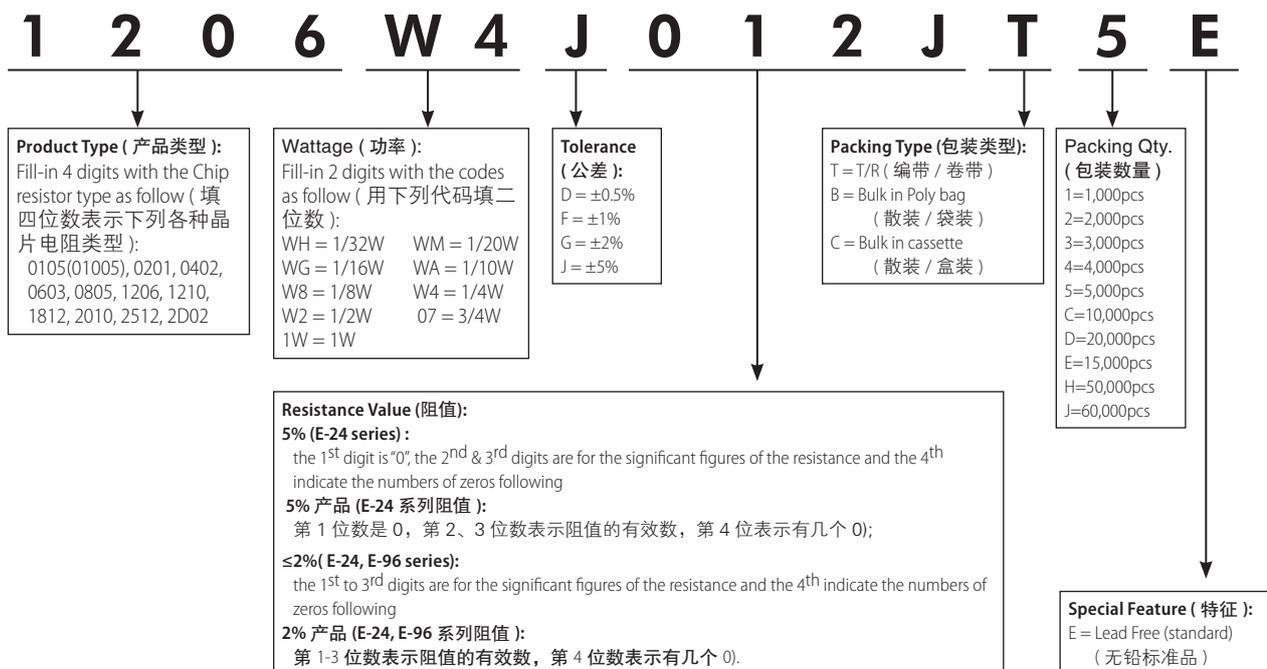 1 2 0 6 W 4 J 0 1 2 J T 5 E
Product Type ( 产品类型 ):
Fill-in 4 digits with the Chip
resistor type as follow ( 填
四位数表示下列各种晶
片电阻类型 ):
0105(01005), 0201, 0402,
0603, 0805, 1206, 1210,
1812, 2010, 2512, 2D02
Wattage ( 功率 ):
Fill-in 2 digits with the codes
as follow ( 用下列代码填二
位数 ):
WH = 1/32W WM = 1/20W
WG = 1/16W WA = 1/10W
W8 = 1/8W W4 = 1/4W
W2 = 1/2W 07 = 3/4W
1W = 1W
Tolerance
( 公差 ):
D = ±0.5%
F = ±1%
G = ±2%
J = ±5%
Packing Type (包装类型):
T = T/R ( 编带 / 卷带 )
B = Bulk in Poly bag
( 散装 / 袋装 )
C = Bulk in cassette
( 散装 / 盒装 )
Packing Qty.
( 包装数量 )
1=1,000pcs
2=2,000pcs
3=3,000pcs
4=4,000pcs
5=5,000pcs
C=10,000pcs
D=20,000pcs
E=15,000pcs
H=50,000pcs
J=60,000pcs
Resistance Value (阻值):
5% (E-24 series) :
the 1st digit is “0”, the 2nd & 3rd digits are for the significant figures of the resistance and the 4th
indicate the numbers of zeros following
5% 产品 (E-24 系列阻值 ):
第 1 位数是 0，第 2、3 位数表示阻值的有效数，第 4 位表示有几个 0);
≤2%( E-24, E-96 series):
the 1st to 3rd digits are for the significant figures of the resistance and the 4th indicate the numbers of
zeros following
2% 产品 (E-24, E-96 系列阻值 ):
第 1-3 位数表示阻值的有效数，第 4 位数表示有几个 0).
Special Feature ( 特征 ):
E = Lead Free (standard)
( 无铅标准品 )